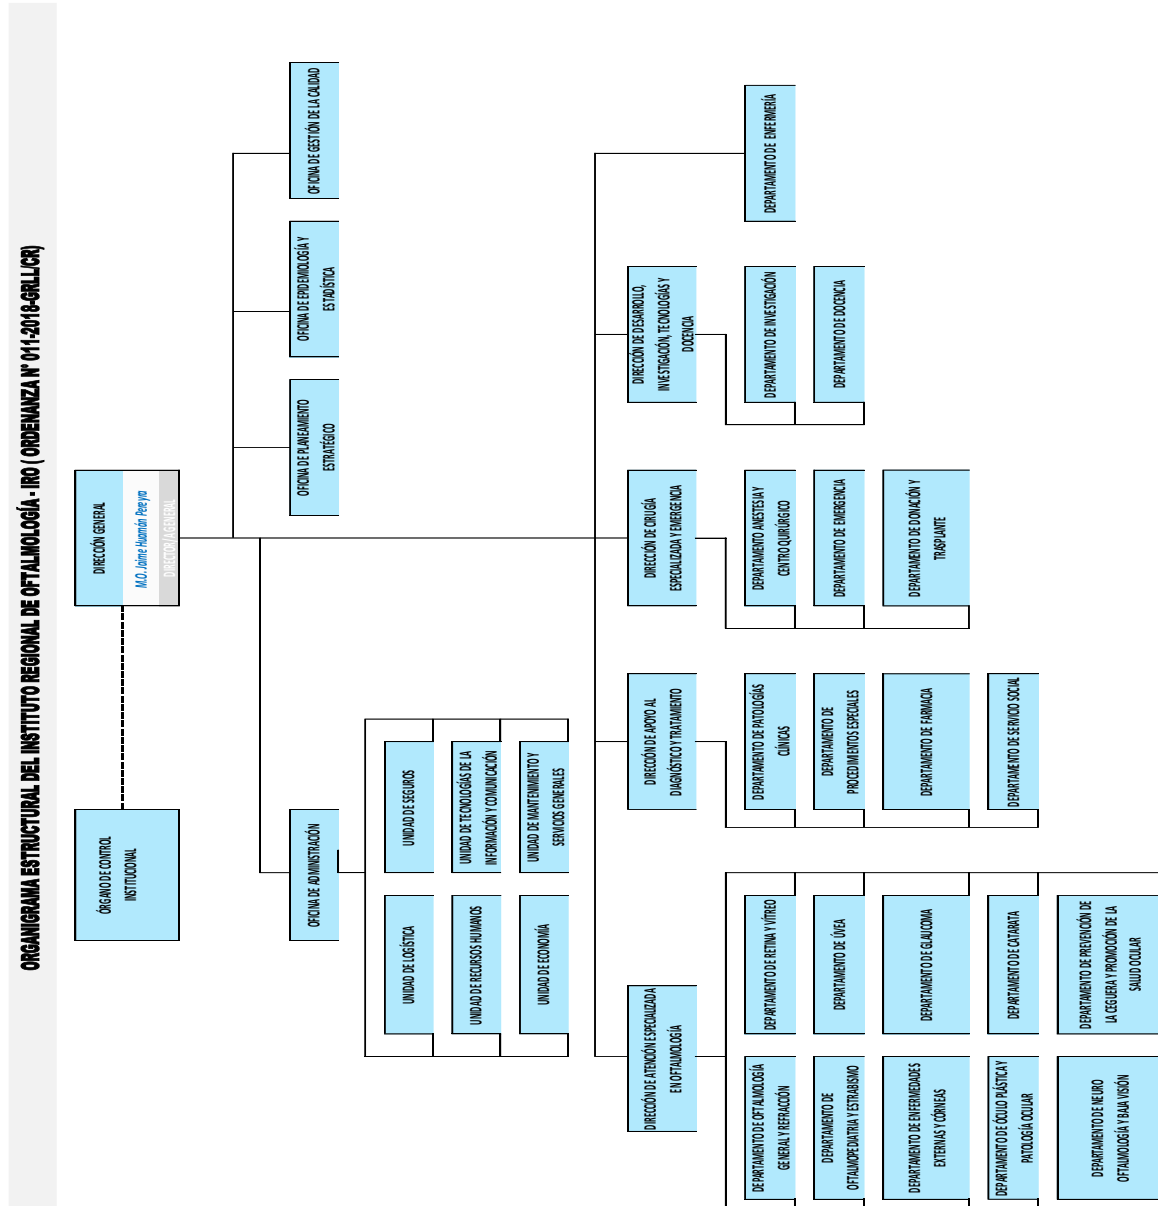 ORGANIGRAMA ESTRUCTURAL DEL INSTITUTO REGIONAL DE OFTALMOLOGÍA - IRO ( ORDENANZA N° 011-2018-GRLL/CR)
DIRECCIÓN GENERAL
M.O. Jaime Huamán Pereyra
DIRECTOR/A GENERAL
ÓRGANO DE CONTROL
INSTITUCIONAL
OFICINA DE PLANEAMIENTO
ESTRATÉGICO
OFICINA DE EPIDEMIOLOGÍA Y
ESTADÍSTICA
OFICINA DE GESTIÓN DE LA CALIDAD
OFICINA DE ADMINISTRACIÓN
UNIDAD DE LOGÍSTICA
UNIDAD DE SEGUROS
UNIDAD DE RECURSOS HUMANOS
UNIDAD DE TECNOLOGÍAS DE LA
INFORMACIÓN Y COMUNICACIÓN
UNIDAD DE ECONOMÍA
UNIDAD DE MANTENIMIENTO Y
SERVICIOS GENERALES
DIRECCIÓN DE ATENCIÓN ESPECIALIZADA
EN OFTALMOLOGÍA
DEPARTAMENTO DE OFTALMOLOGÍA
GENERAL Y REFRACCIÓN
DEPARTAMENTO DE RETINA Y VÍTREO
DEPARTAMENTO DE
OFTALMOPEDIATRIA Y ESTRABISMO
DEPARTAMENTO DE ÚVEA
DEPARTAMENTO DE ENFERMEDADES
EXTERNAS Y CÓRNEAS
DEPARTAMENTO DE GLAUCOMA
DEPARTAMENTO DE ÓCULO PLÁSTICA Y
PATOLOGÍA OCULAR
DEPARTAMENTO DE CATARATA
DEPARTAMENTO DE NEURO
OFTALMOLOGÍA Y BAJA VISIÓN
DEPARTAMENTO DE PREVENCIÓN DE
LA CEGUERA Y PROMOCIÓN DE LA
SALUD OCULAR
DIRECCIÓN DE APOYO AL
DIAGNÓSTICO Y TRATAMIENTO
DEPARTAMENTO DE PATOLOGÍAS
CLÍNICAS
DEPARTAMENTO DE
PROCEDIMIENTOS ESPECIALES
DEPARTAMENTO DE FARMACIA
DEPARTAMENTO DE SERVICIO SOCIAL
DIRECCIÓN DE CIRUGÍA
ESPECIALIZADA Y EMERGENCIA
DEPARTAMENTO ANESTESIA Y
CENTRO QUIRÚRGICO
DEPARTAMENTO DE EMERGENCIA
DEPARTAMENTO DE DONACIÓN Y
TRASPLANTE
DIRECCIÓN DE DESARROLLO,
INVESTIGACIÓN, TECNOLOGÍAS Y
DOCENCIA
DEPARTAMENTO DE INVESTIGACIÓN
DEPARTAMENTO DE DOCENCIA
DEPARTAMENTO DE ENFERMERÍA